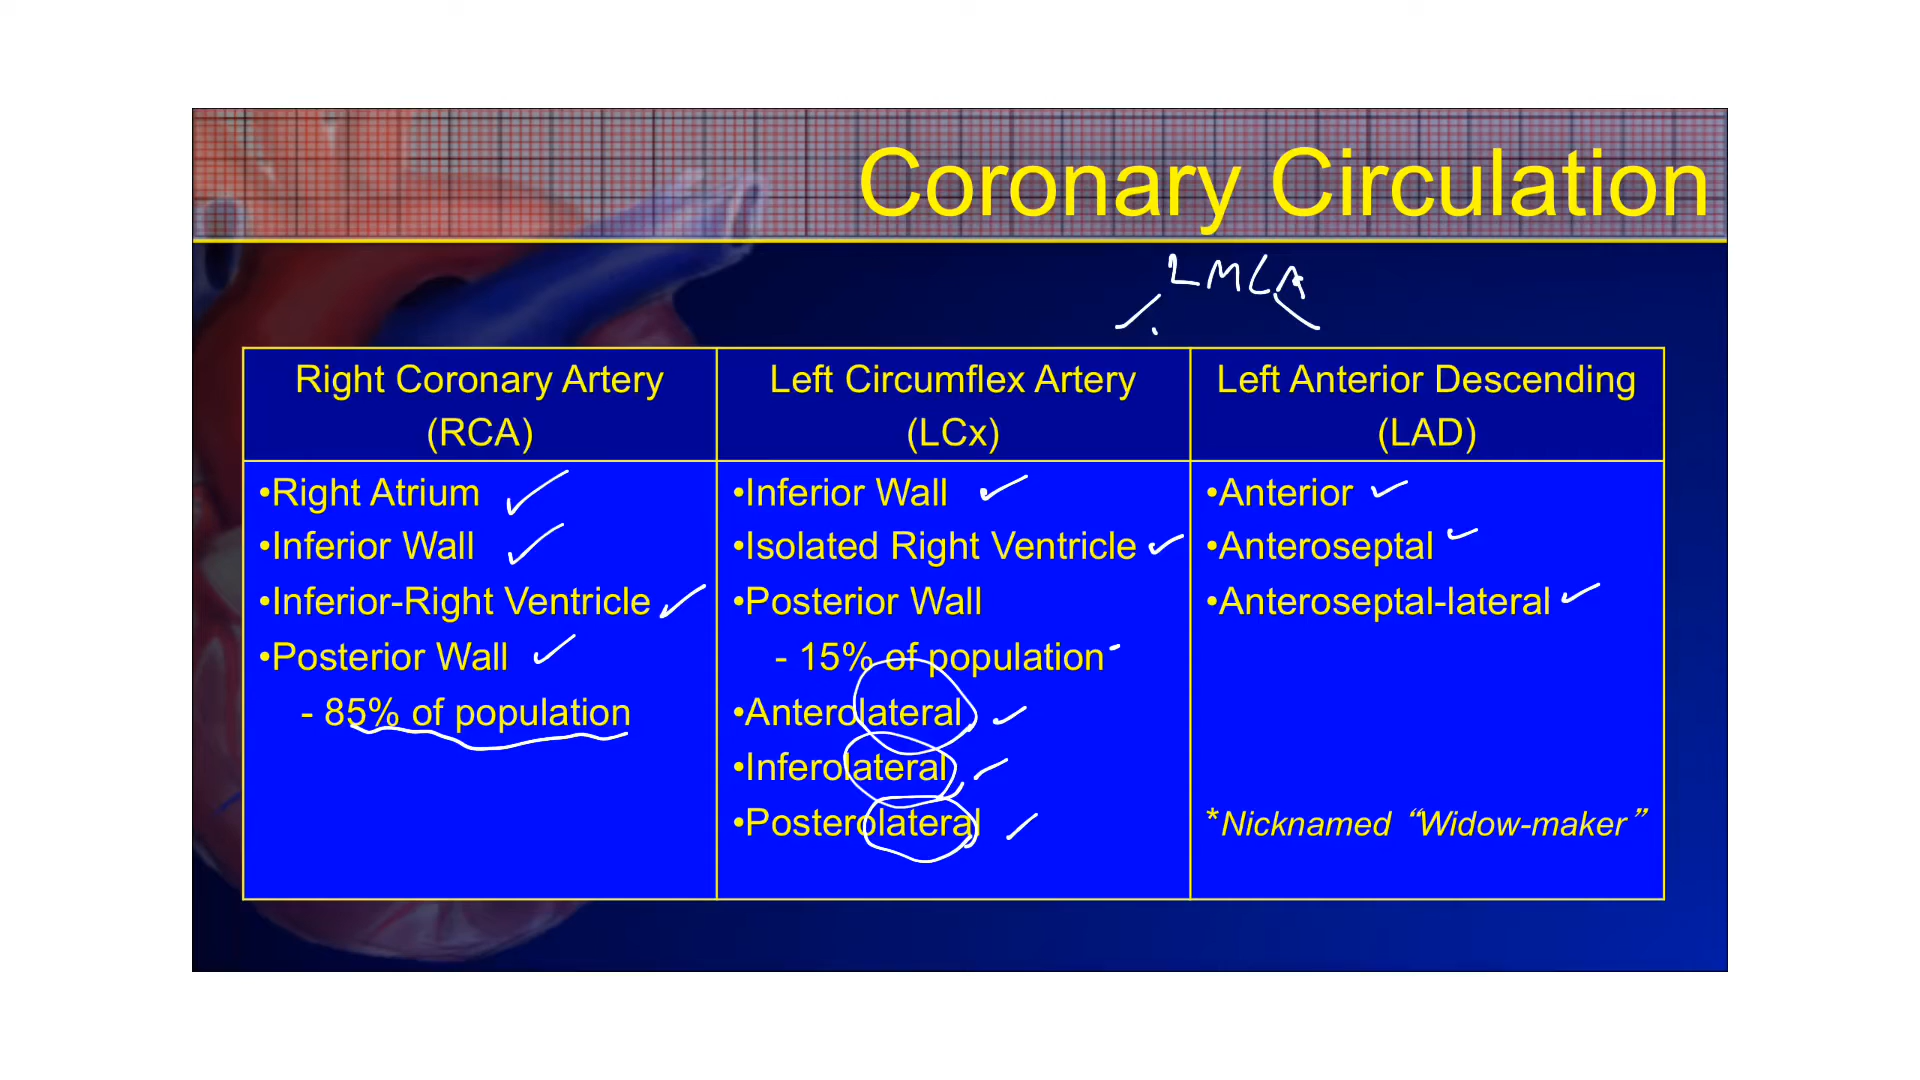 Coronary Circulation
LMCA
Right Coronary Artery
(RCA)
•Right Atrium
•Inferior Wall
•Inferior-Right Ventricle
•Posterior Wall
- 85% of population
Left Circumflex Artery
(LCx)
•Inferior Wall
•Isolated Right Ventricle
•Posterior Wall
- 15% of population
•Anterolateral
•Inferolateral
•Posterolateral
Left Anterior Descending
(LAD)
•Anterior
•Anteroseptal
•Anteroseptal-lateral
*Nicknamed “Widow-maker”